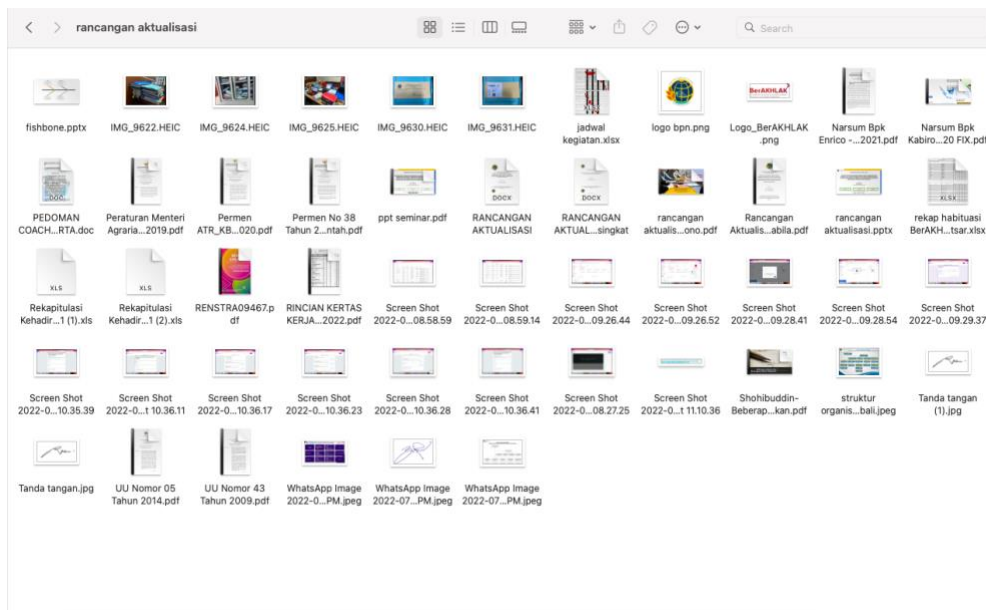 rancangan aktualisasi
Search
fishbone.pptx
IMG_9622.HEIC
IMG_9624.HEIC
IMG_9625.HEIC
IMG_9630.HEIC
IMG_9631.HEIC
jadwal
kegiatan.xlsx
logo bpn.png
BerAKHLAK
Logo_BerAKHLAK
.png
Narsum Bpk
Enrico -...2021.pdf
Narsum Bpk
Kabiro...20 FIX.pdf
DOC
PEDOMAN
COACH...RTA.doc
Peraturan Menteri
Agraria...2019.pdf
Permen
ATR_KB...020.pdf
Permen No 38
Tahun 2...ntah.pdf
ppt seminar.pdf
DOCX
RANCANGAN
AKTUALISASI
DOCX
RANCANGAN
AKTUAL...singkat
rancangan
aktualis...ono.pdf
Rancangan
Aktualis...abila.pdf
rancangan
aktualisasi.pptx
XLSX
rekap habituasi
BerAKH...tsar.xlsx
XLS
Rekapitulasi
Kehadir...1 (1).xls
XLS
Rekapitulasi
Kehadir...1 (2).xls
RENSTRA09467.p
df
RINCIAN KERTAS
KERJA...2022.pdf
Screen Shot
2022-0...08.58.59
Screen Shot
2022-0...08.59.14
Screen Shot
2022-0...09.26.44
Screen Shot
2022-0...09.26.52
Screen Shot
2022-0...09.28.41
Screen Shot
2022-0...09.28.54
Screen Shot
2022-0...09.29.37
Screen Shot
2022-0...10.35.39
Screen Shot
2022-0...t 10.36.11
Screen Shot
2022-0...10.36.17
Screen Shot
2022-0...10.36.23
Screen Shot
2022-0...10.36.28
Screen Shot
2022-0...10.36.41
Screen Shot
2022-0...08.27.25
Screen Shot
2022-0...t 11.10.36
Shohibuddin-
Beberap...kan.pdf
struktur
organis...bali.jpeg
Tanda tangan
(1).jpg
Tanda tangan.jpg
UU Nomor 05
Tahun 2014.pdf
UU Nomor 43
Tahun 2009.pdf
WhatsApp Image
2022-0...PM.jpeg
WhatsApp Image
2022-07...PM.jpeg
WhatsApp Image
2022-07...PM.jpeg